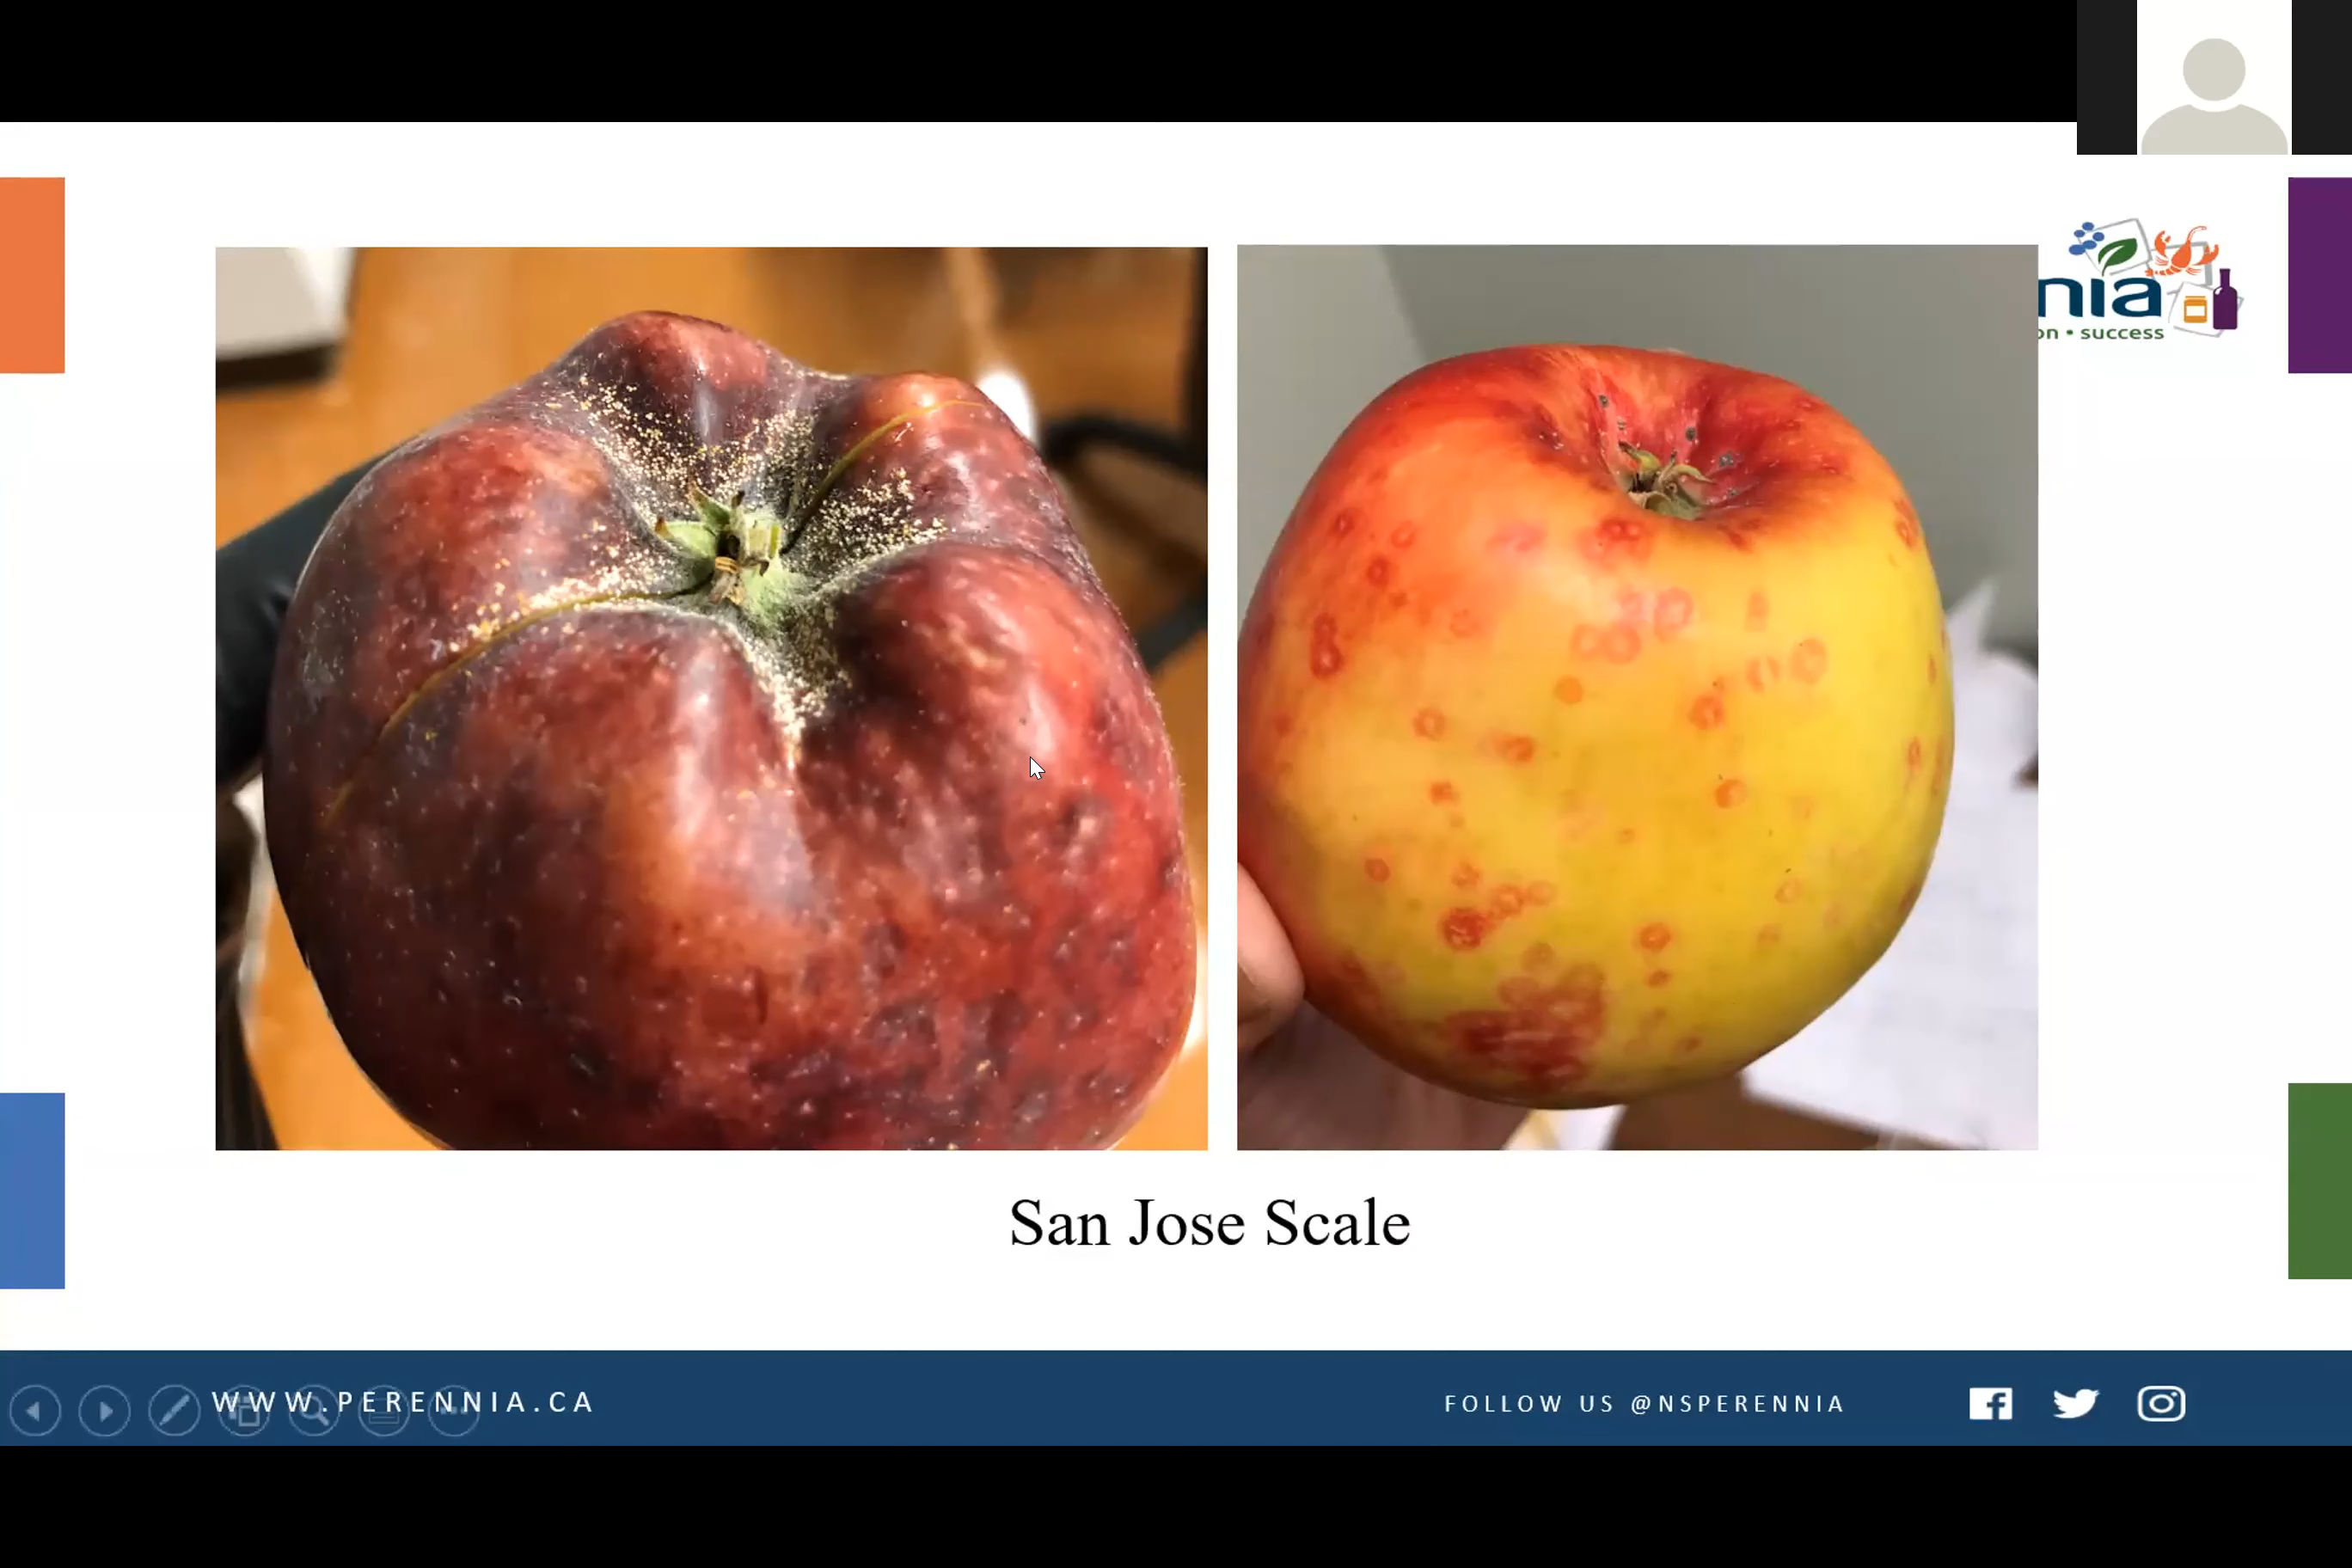 nia
on • success
San Jose Scale
WWW.PERENNIA.CA
FOLLOW US @NSPERENNIA